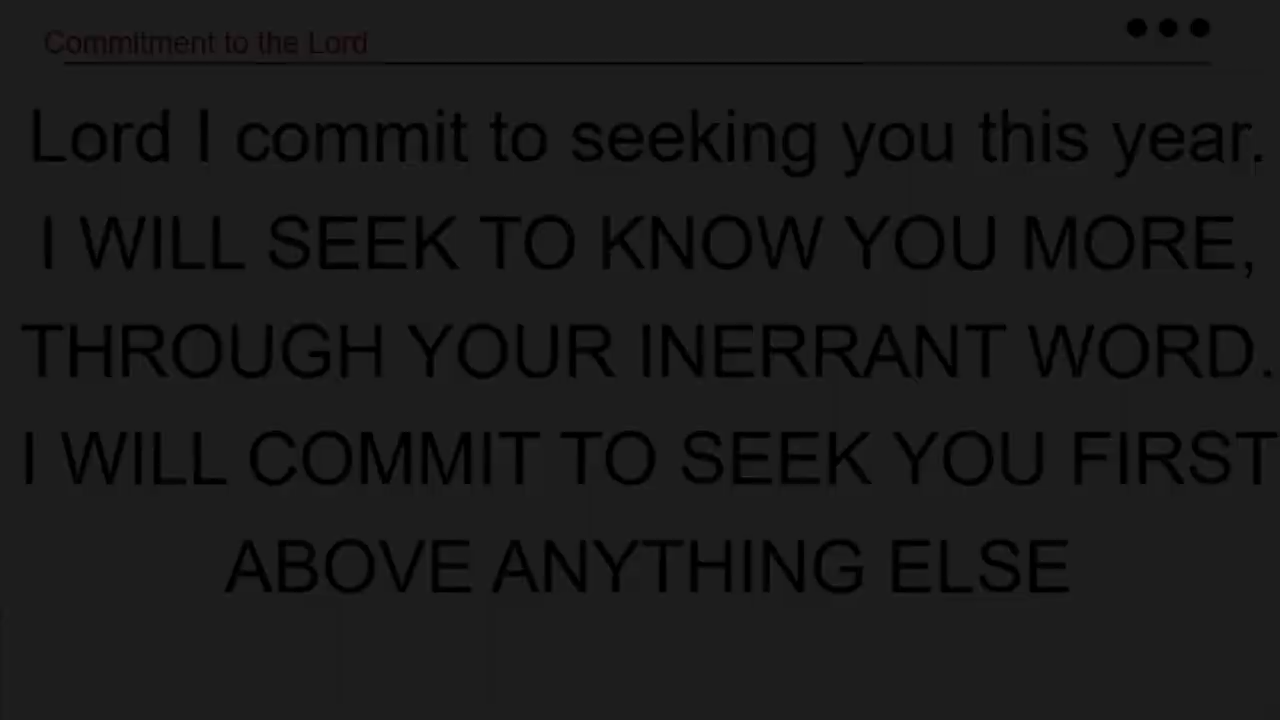 Commitment to the Lord
Lord I commit to seeking you this year.
I WILL SEEK TO KNOW YOU MORE,
THROUGH YOUR INERRANT WORD.
I WILL COMMIT TO SEEK YOU FIRST
ABOVE ANYTHING ELSE